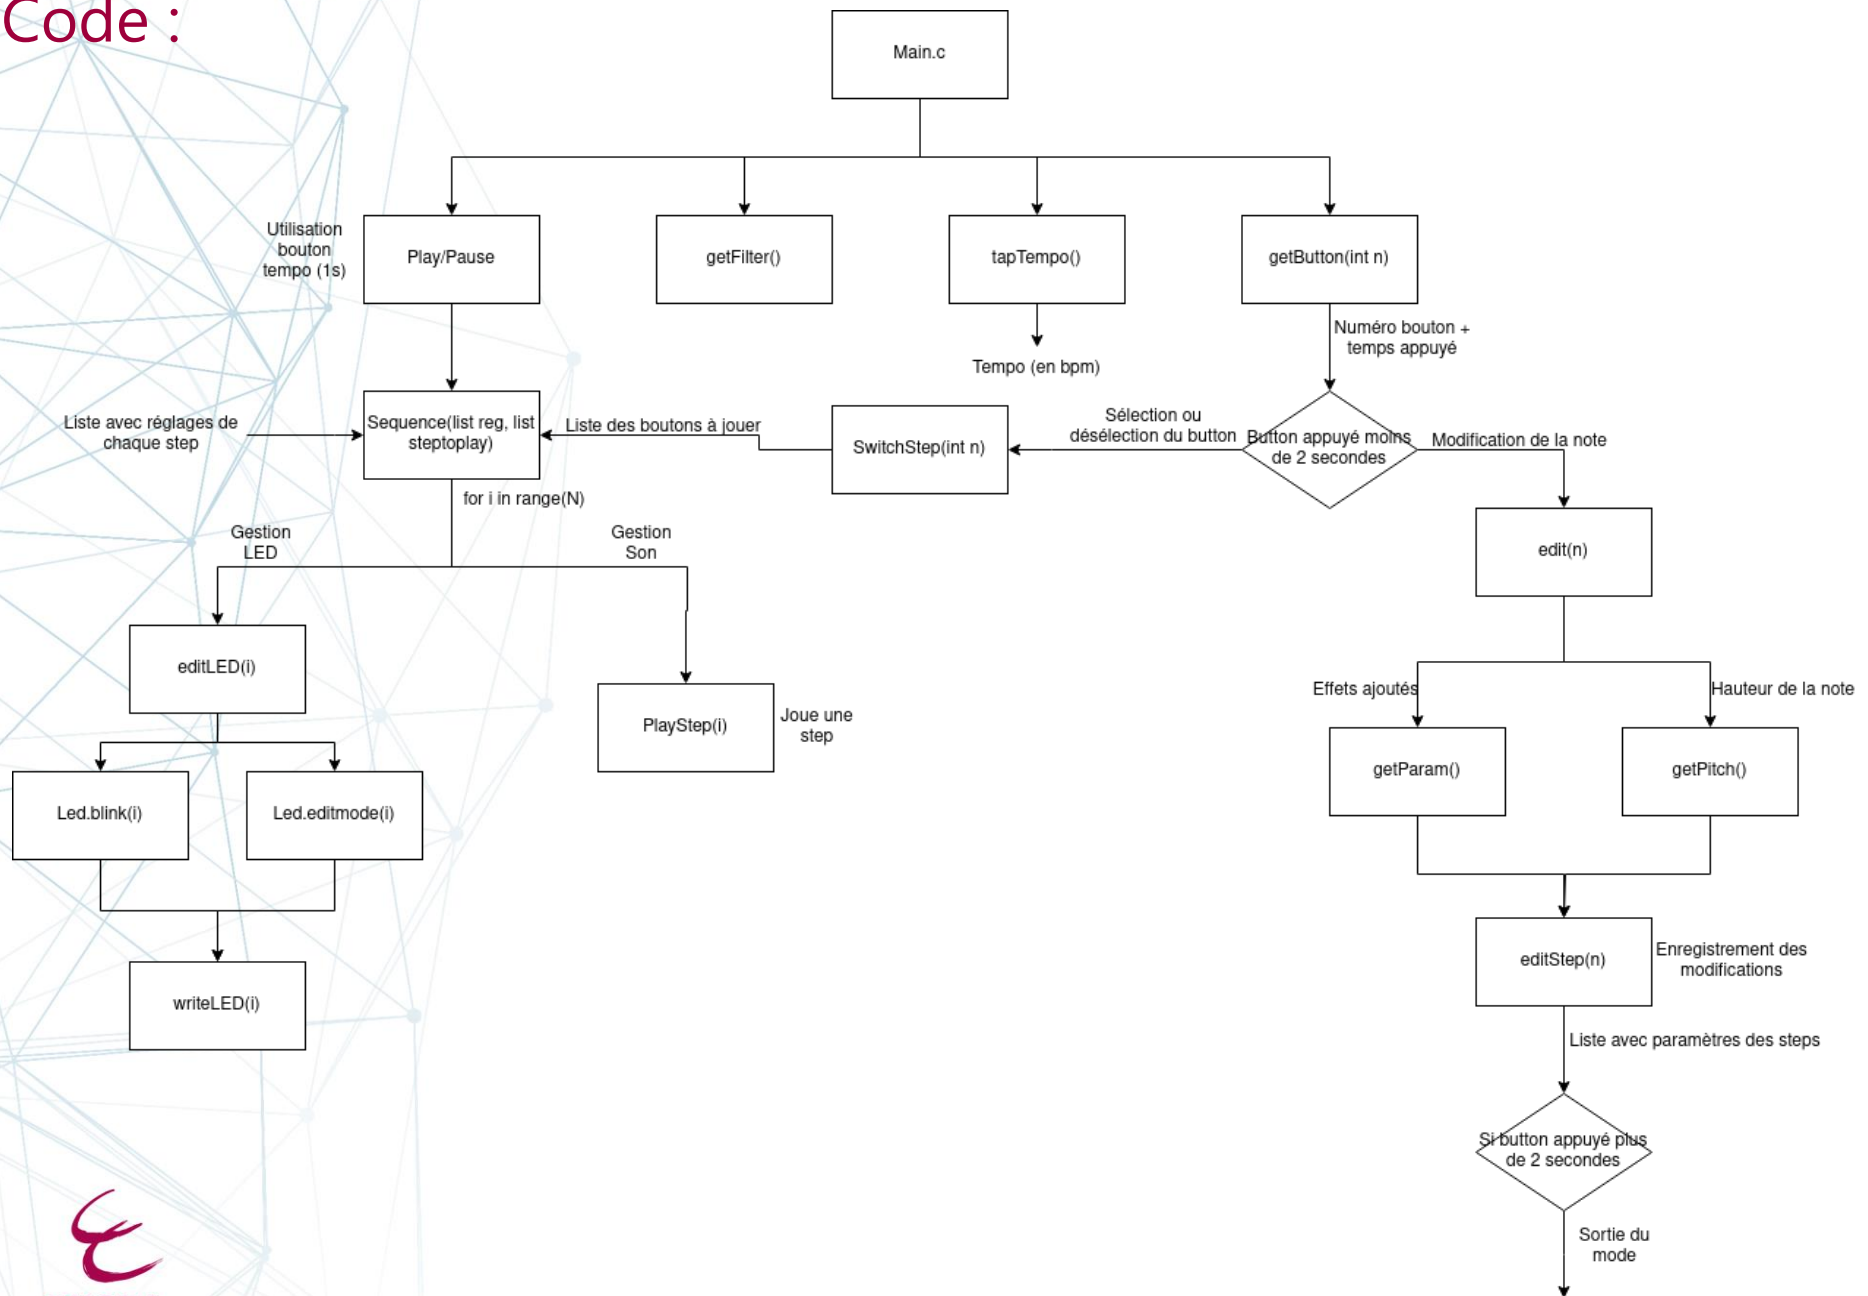 Code :
Main.c
Utilisation
bouton
tempo (1s)
Play/Pause
getFilter()
tapTempo()
getButton(int n)
Numéro bouton +
temps appuyé
Tempo (en bpm)
Liste avec réglages de
chaque step
Sequence(list reg, list
steptoplay)
Liste des boutons à jouer
SwitchStep(int n)
Sélection ou
désélection du button
Button appuyé moins
de 2 secondes
Modification de la note
for i in range(N)
Gestion
LED
Gestion
Son
edit(n)
editLED(i)
PlayStep(i)
Joue une
step
Effets ajoutés
Hauteur de la note
getParam()
getPitch()
Led.blink(i)
Led.editmode(i)
editStep(n)
Enregistrement des
modifications
writeLED(i)
Liste avec paramètres des steps
Si button appuyé plus
de 2 secondes
Sortie du
mode